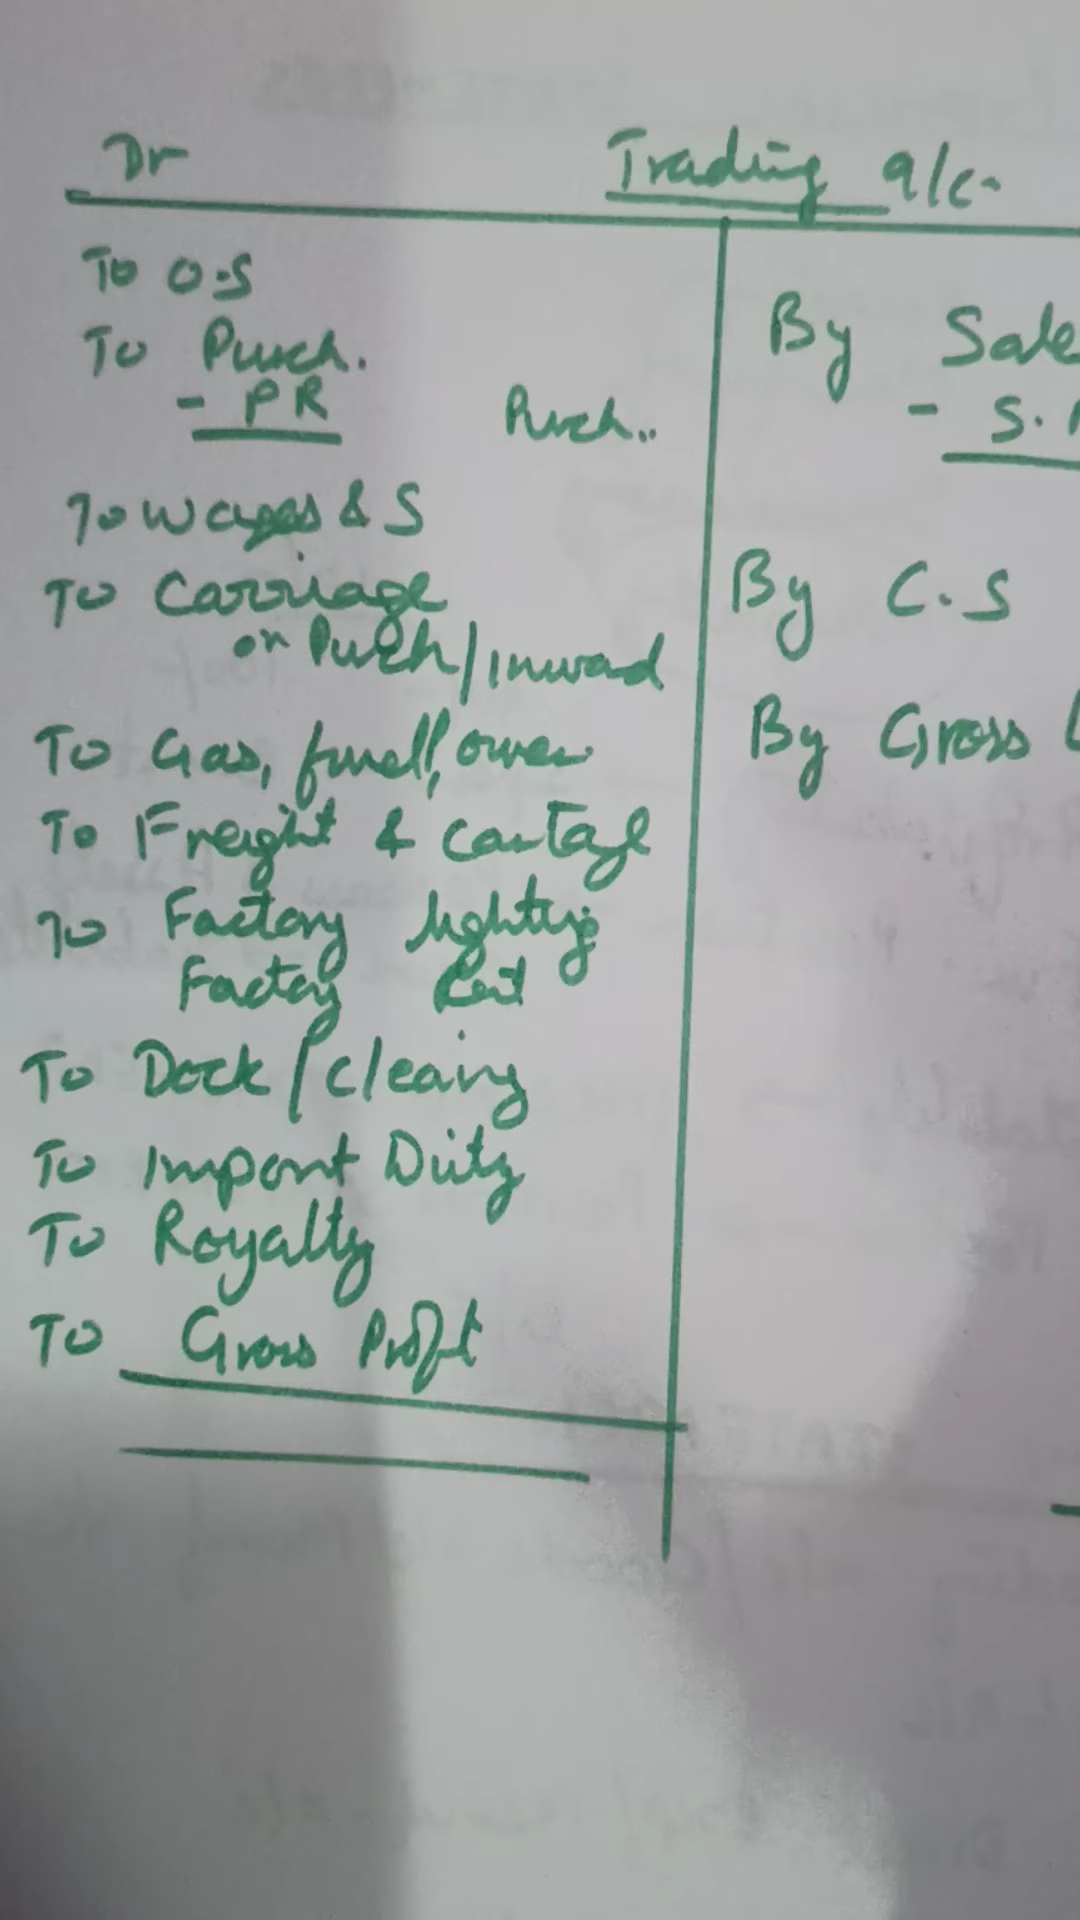 Dr
Trading a/c.
To O.S
To Purch.
- PR Purch..
To Wages & S
To Carriage
on Purch/Inward
To Gas, fuel, ower
To Freight & Cartage
To Factory lighting
Factory Rent
To Dock/Clearing
To Import Duty
To Royalty
To Gross Profit
By Sale
- S.
By C.S
By Gross